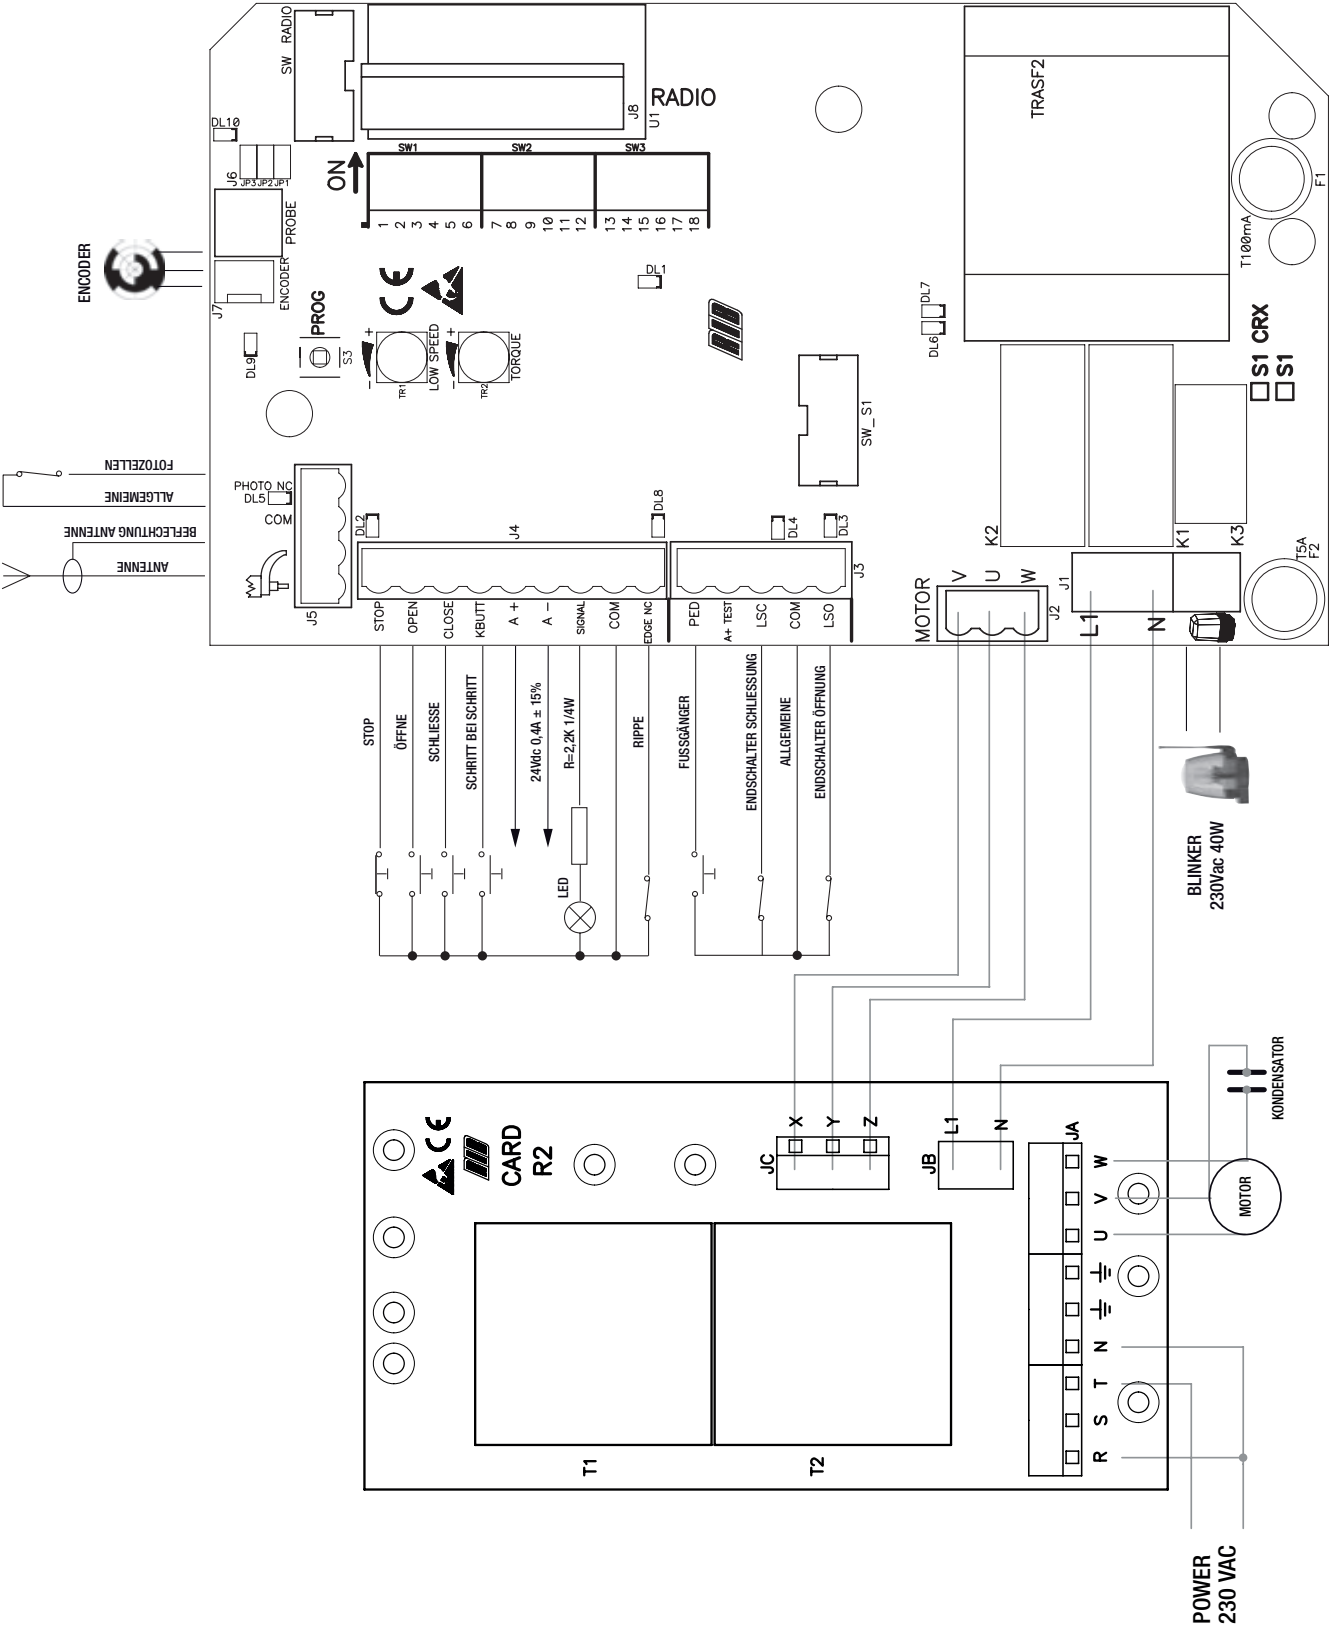 SW RADIO
RADIO
J8
U1
TRASF2
DL10
J6
JP3
JP2
JP1
ON
SW1
SW2
SW3
1
2
3
4
5
6
7
8
9
10
11
12
13
14
15
16
17
18
F1
T100mA
ENCODER
J7
ENCODER
PROBE
PROG
S3
DL9
CE
DL1
DL7
DL6
- +
TR1
LOW SPEED
- +
TR2
TORQUE
SW_S1
S1 CRX
S1
FOTOZELLEN
ALLGEMEINE
BEFLECHTUNG ANTENNE
ANTENNE
PHOTO NC
DL5
COM
J5
DL2
J4
DL8
DL4
DL3
J3
K2
K1
K3
T5A
F2
STOP
OPEN
CLOSE
KBUTT
A +
A -
SIGNAL
COM
EDGE NC
PED
A+ TEST
LSC
COM
LSO
MOTOR
V
U
W
J2
J1
L1
N
STOP
ÖFFNE
SCHLIESSE
SCHRITT BEI SCHRITT
24Vdc 0,4A ± 15%
R=2,2K 1/4W
RIPPE
FUSSGÄNGER
ENDSCHALTER SCHLIESSUNG
ALLGEMEINE
ENDSCHALTER ÖFFNUNG
LED
BLINKER
230Vac 40W
CE
CARD
R2
JC
X
Y
Z
JB
L1
N
JA
W
V
U
N
T
S
R
KONDENSATOR
MOTOR
T1
T2
POWER
230 VAC